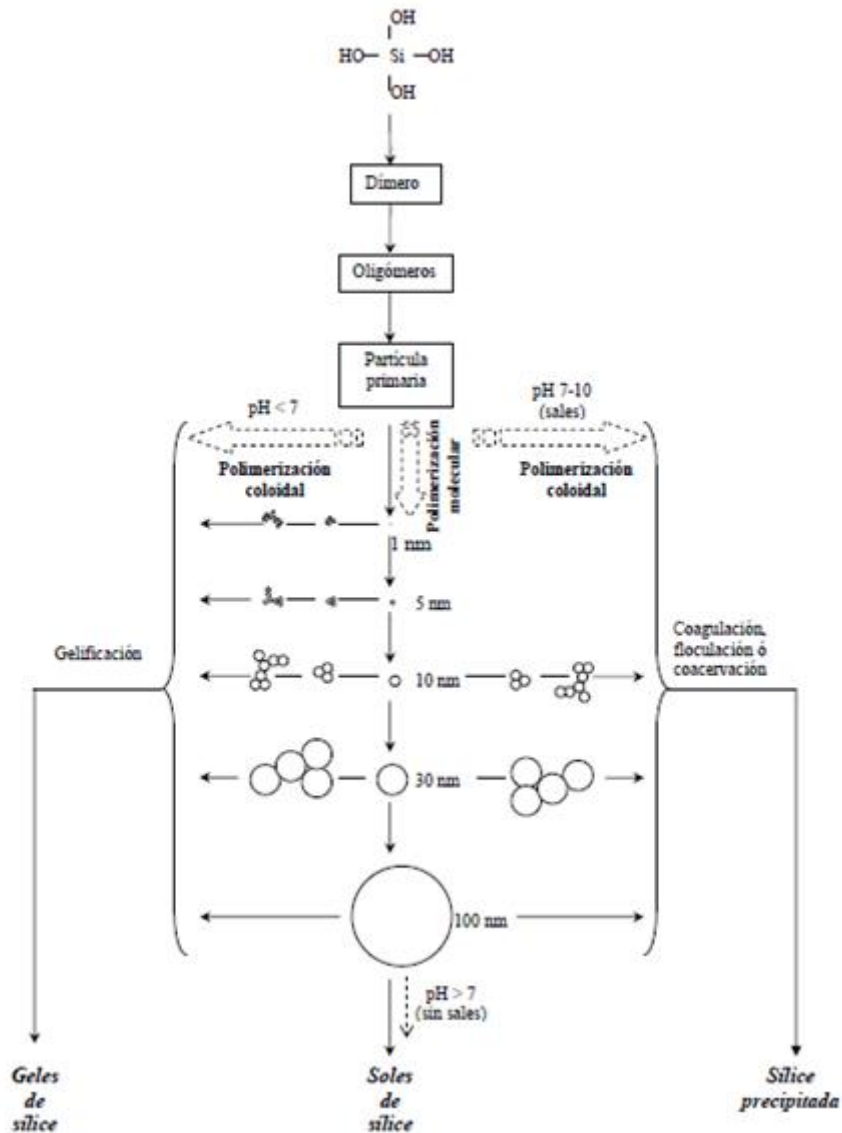 OH
HO Si OH
OH
Dímero
Oligómeros
Partícula
primaria
pH < 7
pH 7-10
(sales)
Polimerización
coloidal
Polimerización
molecular
Polimerización
coloidal
1 nm
5 nm
Gelificación
Coagulación,
floculación ó
coacervación
10 nm
30 nm
100 nm
pH > 7
(sin sales)
Geles
de
sílice
Soles
de
sílice
Sílice
precipitada